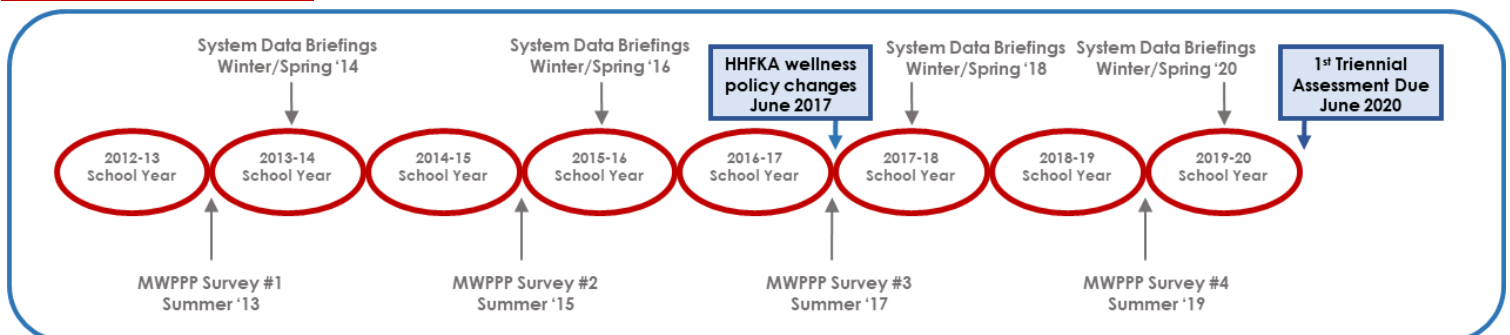 System Data Briefings
Winter/Spring ‘14
System Data Briefings
Winter/Spring ‘16
HHFKA wellness
policy changes
June 2017
System Data Briefings
Winter/Spring ‘18
System Data Briefings
Winter/Spring ‘20
1st Triennial
Assessment Due
June 2020
2012-13
School Year
2013-14
School Year
2014-15
School Year
2015-16
School Year
2016-17
School Year
2017-18
School Year
2018-19
School Year
2019-20
School Year
MWPPP Survey #1
Summer ‘13
MWPPP Survey #2
Summer ‘15
MWPPP Survey #3
Summer ‘17
MWPPP Survey #4
Summer ‘19